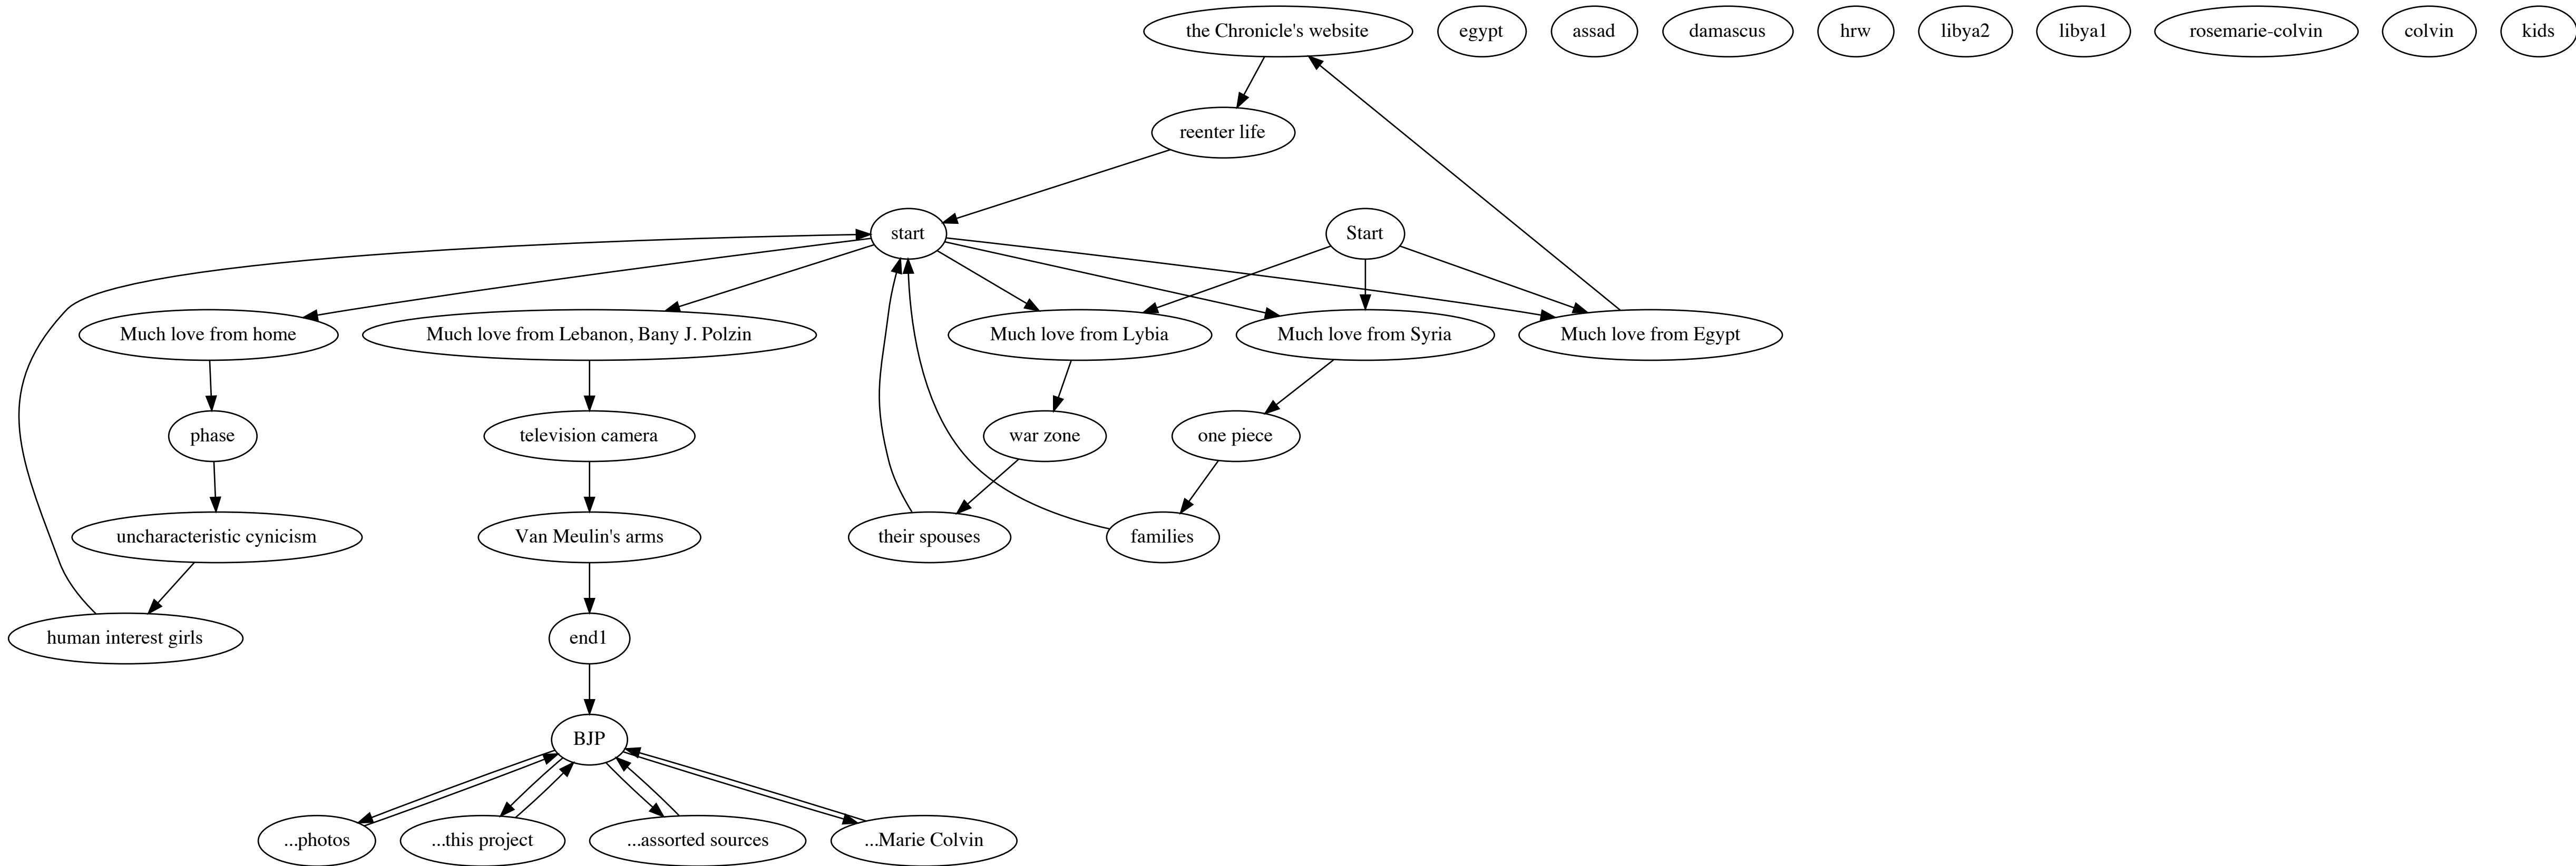 the Chronicle's website
egypt
assad
damascus
hrw
libya2
libya1
rosemarie-colvin
colvin
kids
reenter life
start
Start
Much love from home
Much love from Lebanon, Bany J. Polzin
Much love from Lybia
Much love from Syria
Much love from Egypt
phase
television camera
war zone
one piece
uncharacteristic cynicism
Van Meulin's arms
their spouses
families
human interest girls
end1
BJP
...photos
...this project
...assorted sources
...Marie Colvin